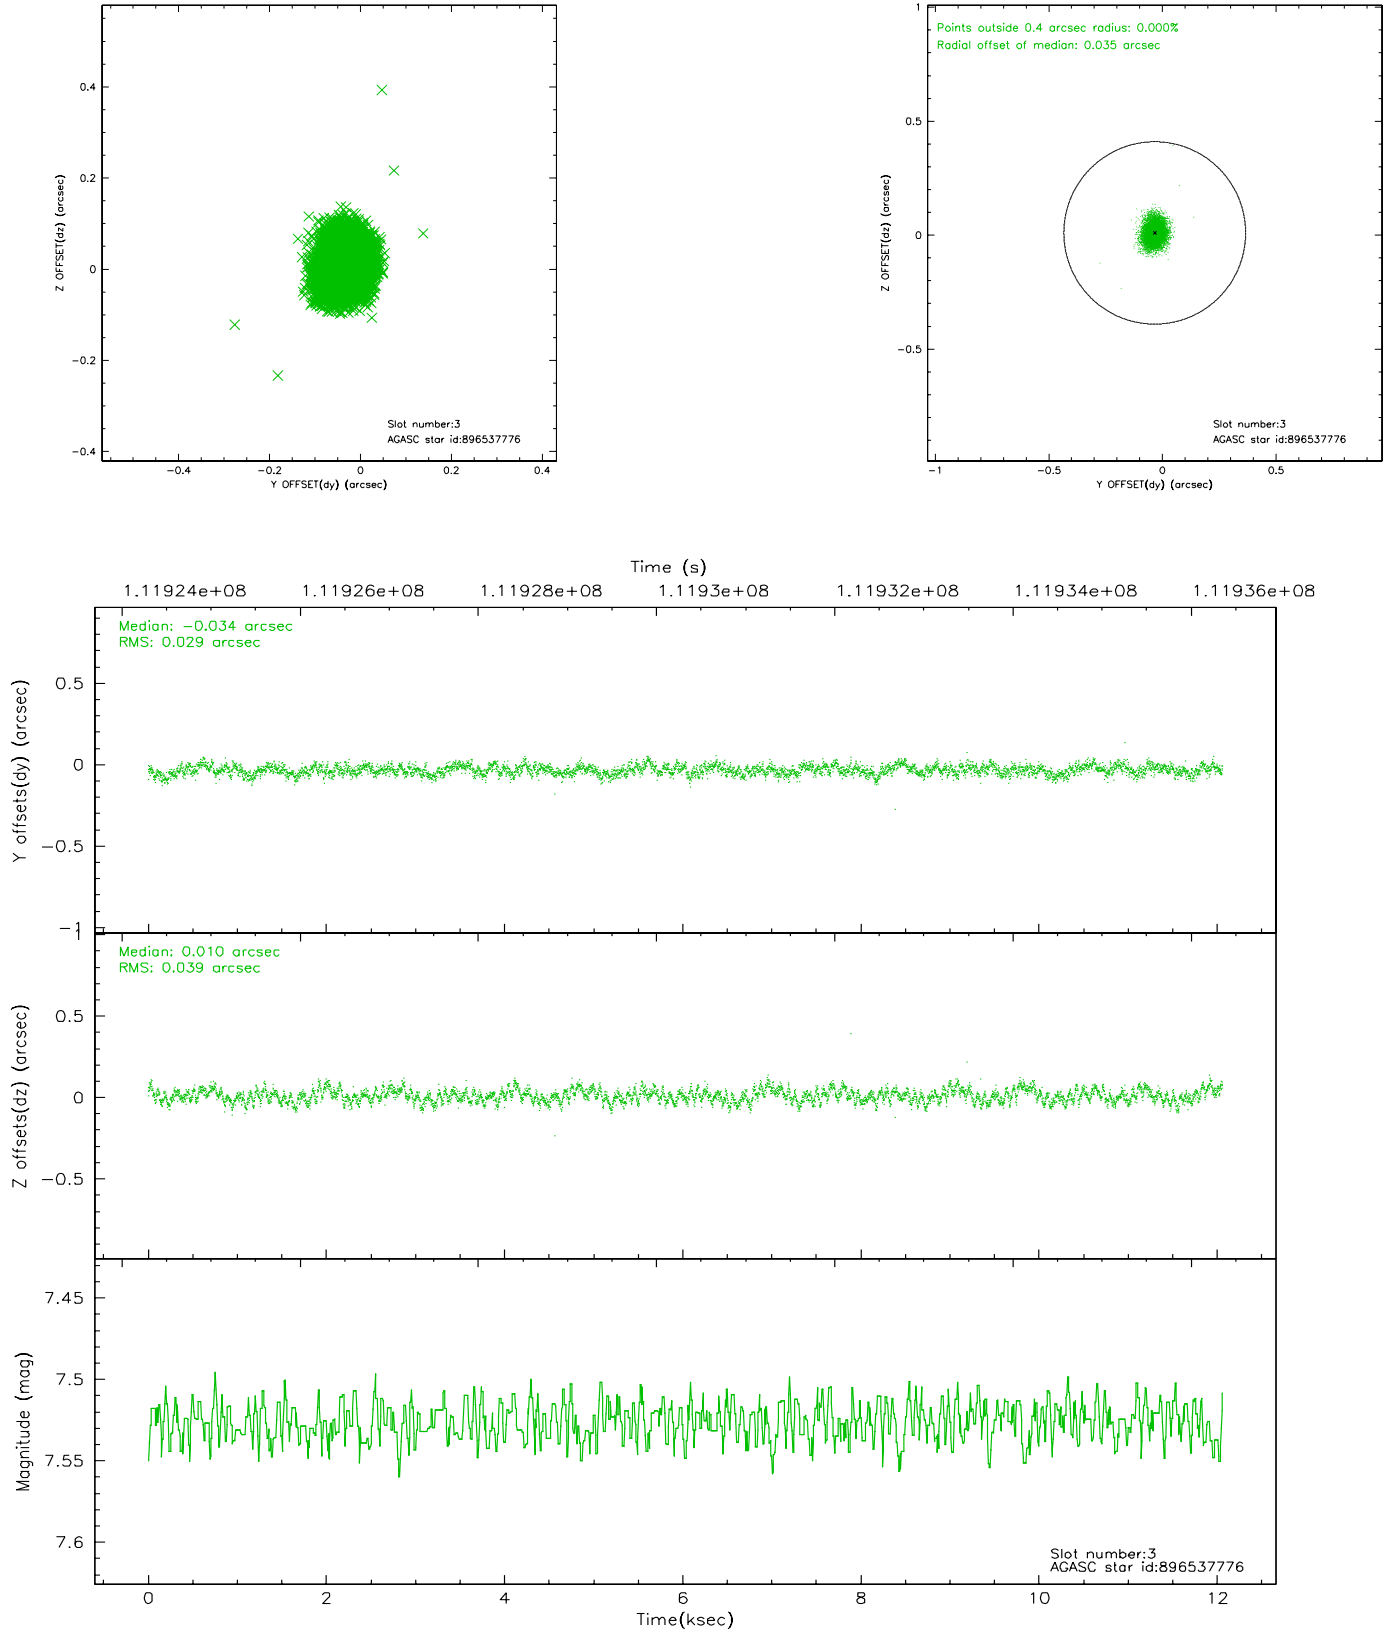 0.4
0.2
0
−0.2
−0.4
Z OFFSET(dz) (arcsec)
Slot number:3
AGASC star id:896537776
−0.4 −0.2 0 0.2 0.4
Y OFFSET(dy) (arcsec)
Points outside 0.4 arcsec radius: 0.000%
Radial offset of median: 0.035 arcsec
1
0.5
0
−0.5
Z OFFSET(dz) (arcsec)
Slot number:3
AGASC star id:896537776
−1 −0.5 0 0.5
Y OFFSET(dy) (arcsec)
Time (s)
1.11924e+08 1.11926e+08 1.11928e+08 1.1193e+08 1.11932e+08 1.11934e+08 1.11936e+08
Median: −0.034 arcsec
RMS: 0.029 arcsec
0.5
0
−0.5
−1
Y offsets(dy) (arcsec)
1
Median: 0.010 arcsec
RMS: 0.039 arcsec
0.5
0
−0.5
Z offsets(dz) (arcsec)
7.45
7.5
7.55
7.6
Magnitude (mag)
Slot number:3
AGASC star id:896537776
0 2 4 6 8 10 12
Time(ksec)